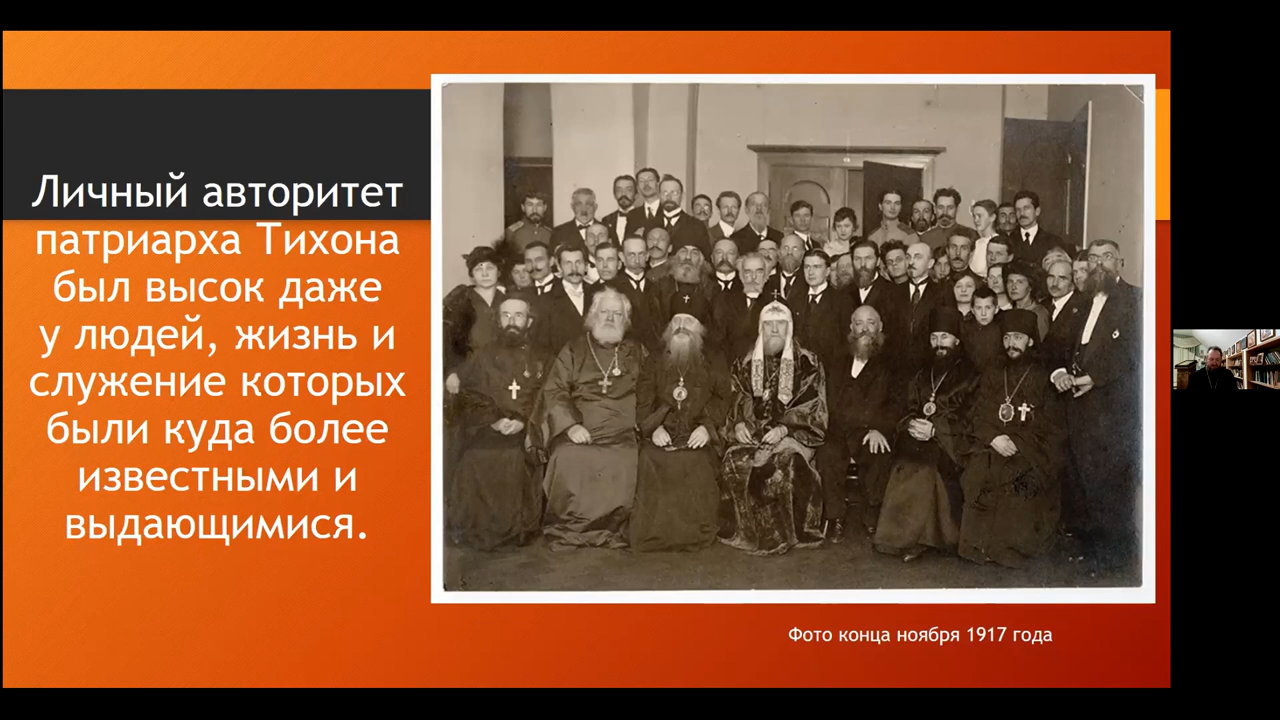 Личный авторитет
патриарха Тихона
был высок даже
у людей, жизнь и
служение которых
были куда более
известными и
выдающимися.
Фото конца ноября 1917 года